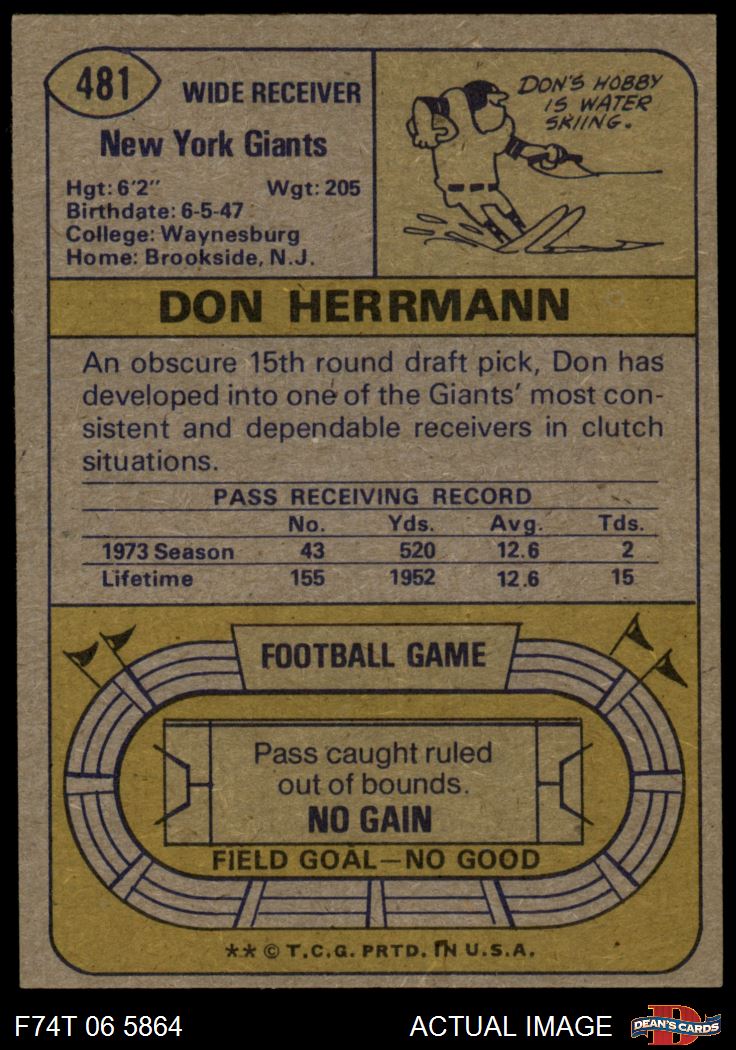 481
WIDE RECEIVER
New York Giants
Hgt: 6'2" Wgt: 205
Birthdate: 6-5-47
College: Waynesburg
Home: Brookside, N.J.
DON'S HOBBY
IS WATER
SKIING.
DON HERRMANN
An obscure 15th round draft pick, Don has
developed into one of the Giants' most con-
sistent and dependable receivers in clutch
situations.
PASS RECEIVING RECORD
No. Yds. Avg. Tds.
1973 Season 43 520 12.6 2
Lifetime 155 1952 12.6 15
FOOTBALL GAME
Pass caught ruled
out of bounds.
NO GAIN
FIELD GOAL—NO GOOD
** © T.C.G. PRTD. IN U.S.A.
F74T 06 5864 ACTUAL IMAGE DEAN'S CARDS